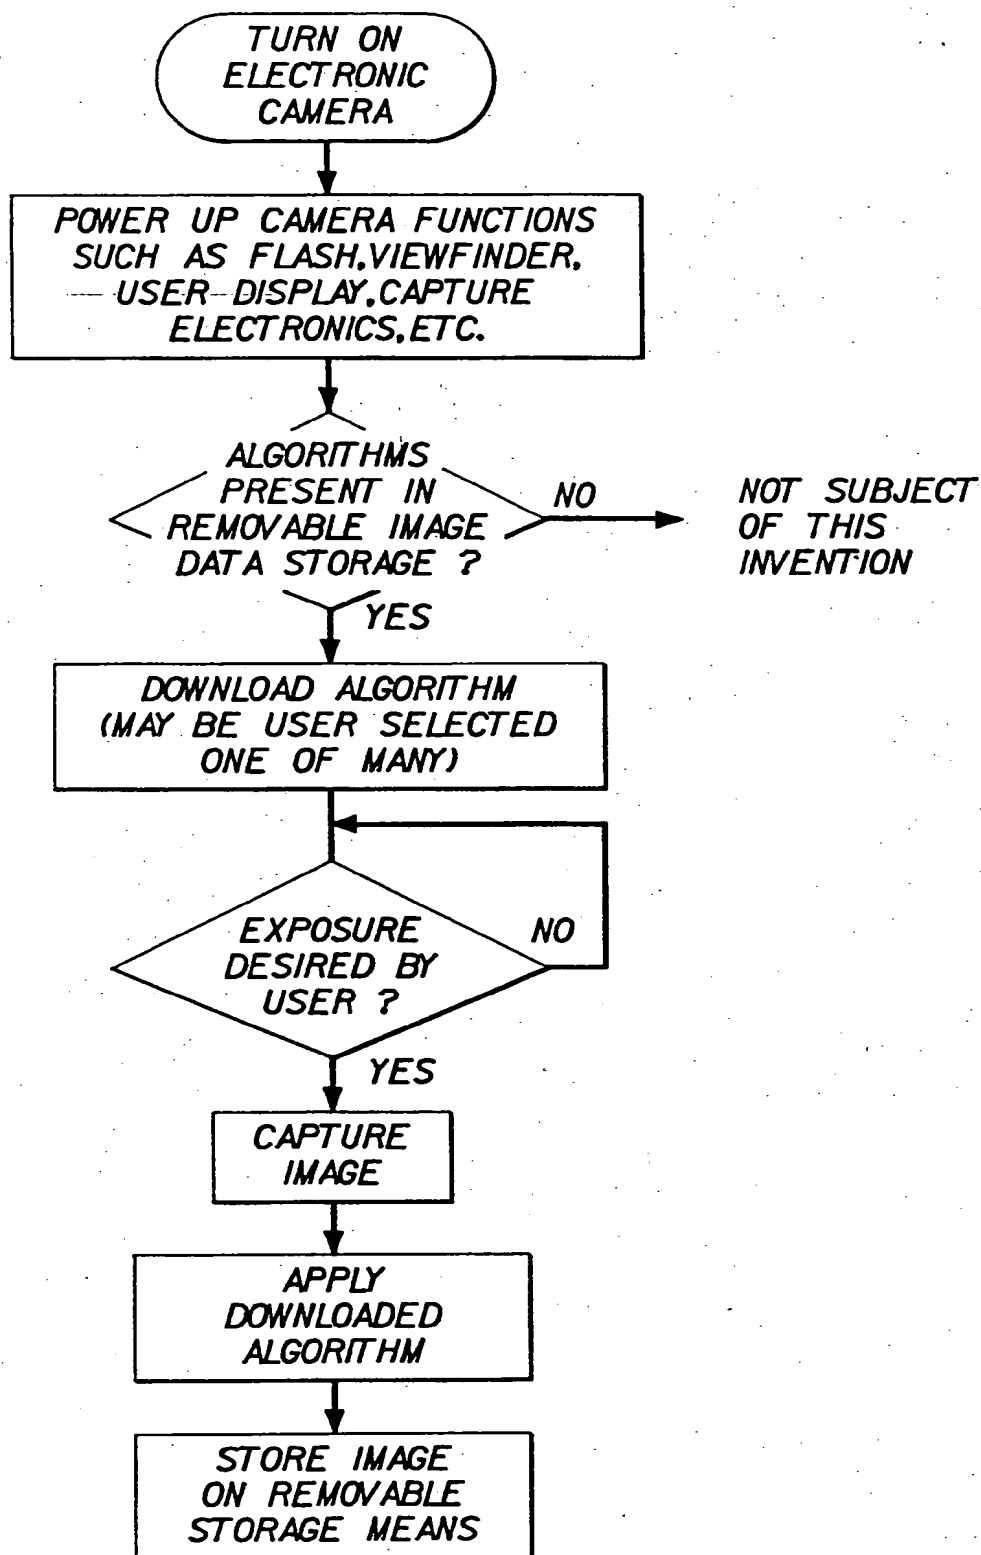 TURN ON
ELECTRONIC
CAMERA
POWER UP CAMERA FUNCTIONS
SUCH AS FLASH, VIEWFINDER,
USER DISPLAY, CAPTURE
ELECTRONICS, ETC.
ALGORITHMS
PRESENT IN
REMOVABLE IMAGE
DATA STORAGE ?
NO
NOT SUBJECT
OF THIS
INVENTION
YES
DOWNLOAD ALGORITHM
(MAY BE USER SELECTED
ONE OF MANY)
EXPOSURE
DESIRED BY
USER ?
NO
YES
CAPTURE
IMAGE
APPLY
DOWNLOADED
ALGORITHM
STORE IMAGE
ON REMOVABLE
STORAGE MEANS